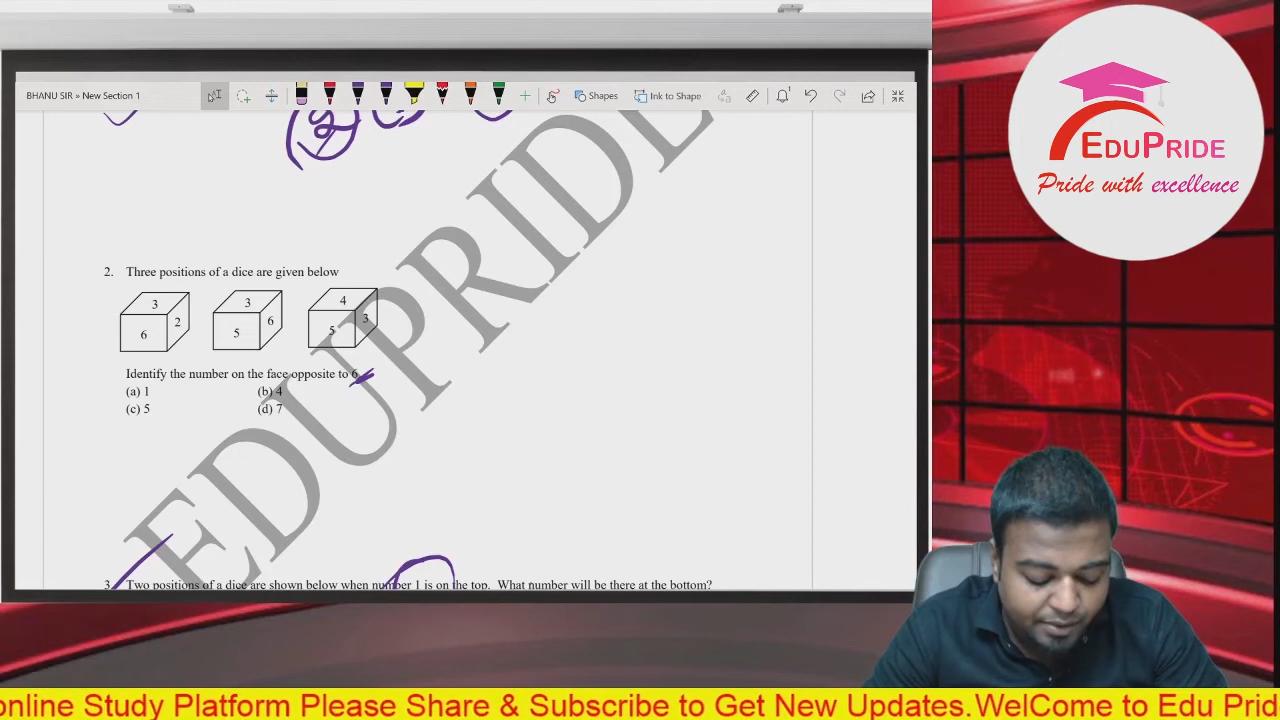 BHANU SIR » New Section 1
Shapes
Ink to Shape
EDUPRIDE
Pride with excellence
EDUPRIDE
2. Three positions of a dice are given below
3 6 2
3 5 6
4 5 3
Identify the number on the face opposite to 6
(a) 1 (b) 4
(c) 5 (d) 7
3. Two positions of a dice are shown below when number 1 is on the top. What number will be there at the bottom?
online Study Platform Please Share & Subscribe to Get New Updates.WelCome to Edu Prid